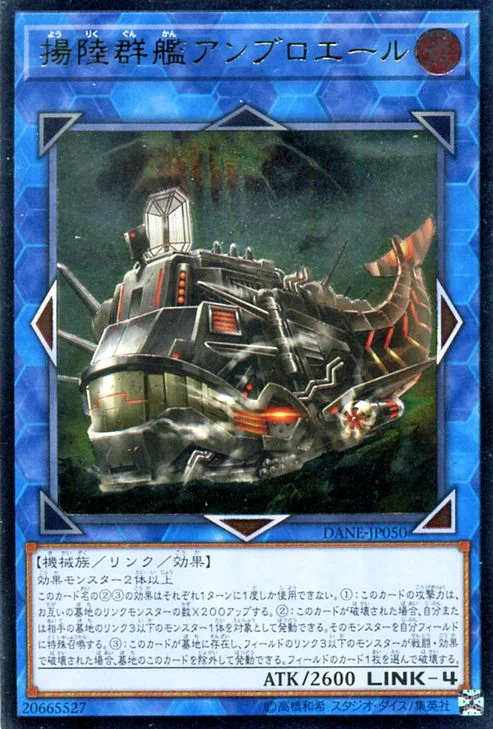 揚陸群艦アンブロエール
DANE-JP050
【機械族／リンク／効果】
効果モンスター2体以上
このカード名の②③の効果はそれぞれ1ターンに1度しか使用できない。①：このカードの攻撃力は、
お互いの墓地のリンクモンスターの数×200アップする。②：このカードが破壊された場合、自分また
は相手の墓地のリンク3以下のモンスター1体を対象として発動できる。そのモンスターを自分フィールド
に特殊召喚する。③：このカードが墓地に存在し、フィールドのリンク3以下のモンスターが戦闘・効果
で破壊された場合、墓地のこのカードを除外して発動できる。フィールドのカード1枚を選んで破壊する。
ATK/2600 LINK-4
20665527
©高橋和希 スタジオ・ダイス/集英社